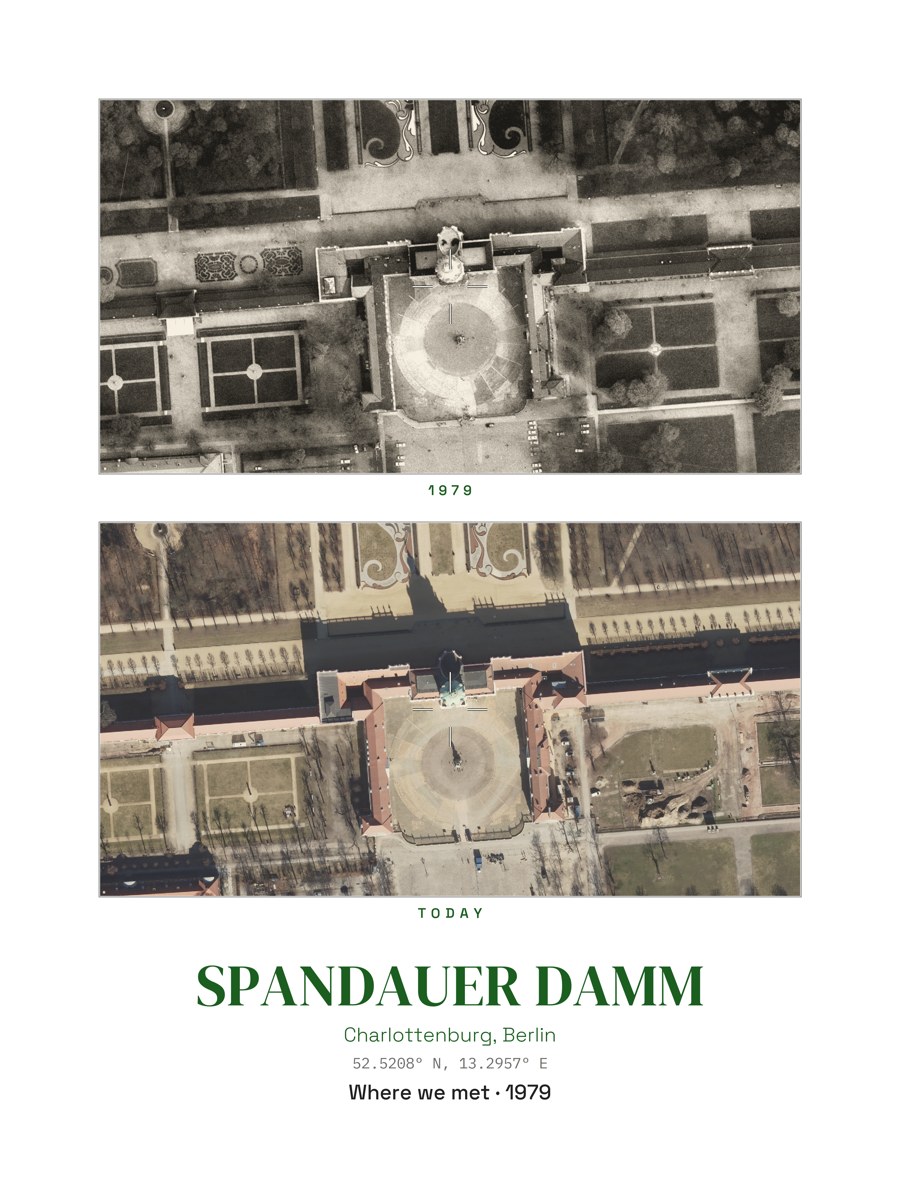 1979
TODAY
SPANDAUER DAMM
Charlottenburg, Berlin
52.5208° N, 13.2957° E
Where we met · 1979